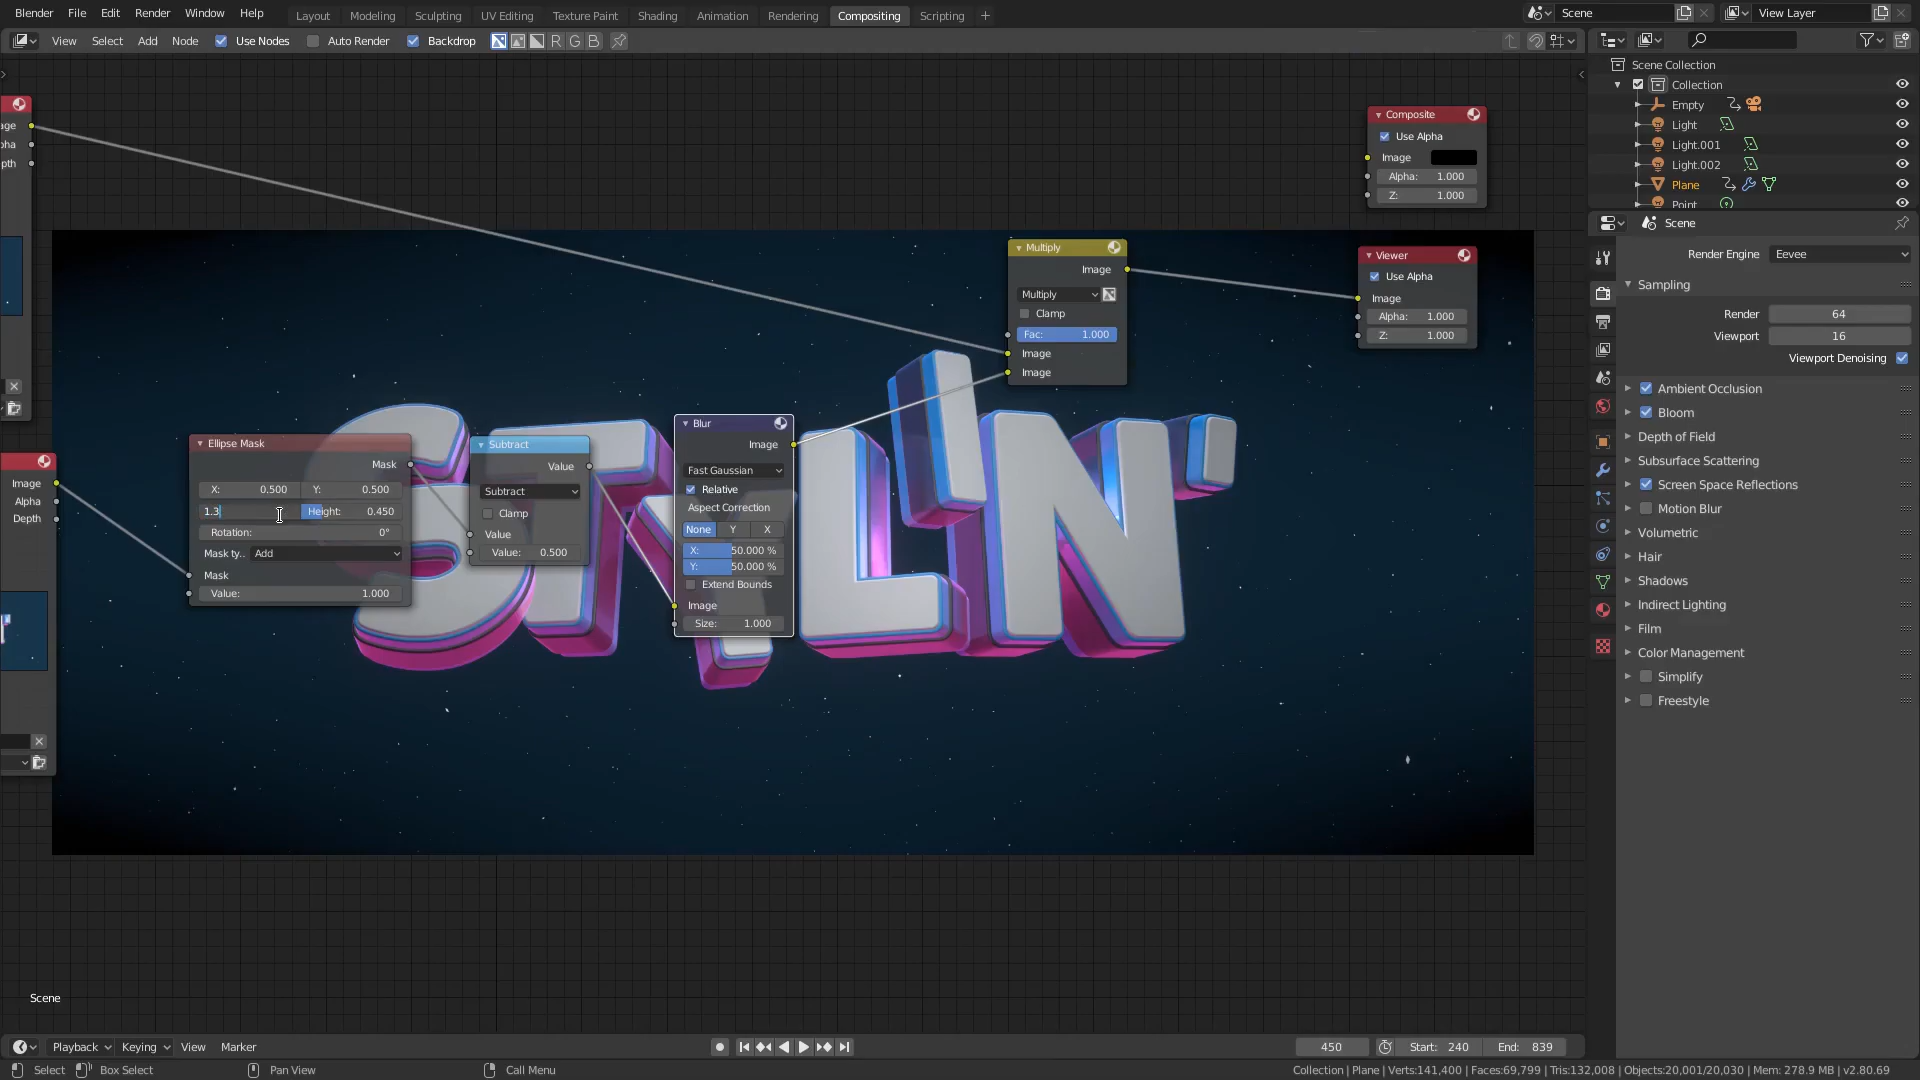 Blender File Edit Render Window Help Layout Modeling Sculpting UV Editing Texture Paint Shading Animation Rendering Compositing Scripting + Scene View Layer
View Select Add Node Use Nodes Auto Render Backdrop R G B
Scene Collection
Collection
Empty
Light
Light.001
Light.002
Plane
Point
Scene
Render Engine Eevee
Sampling
Render 64
Viewport 16
Viewport Denoising
Ambient Occlusion
Bloom
Depth of Field
Subsurface Scattering
Screen Space Reflections
Motion Blur
Volumetric
Hair
Shadows
Indirect Lighting
Film
Color Management
Simplify
Freestyle
age
pha
pth
Image
Alpha
Depth
Composite
Use Alpha
Image
Alpha: 1.000
Z: 1.000
Multiply
Image
Multiply
Clamp
Fac: 1.000
Image
Image
Viewer
Use Alpha
Image
Alpha: 1.000
Z: 1.000
Ellipse Mask
Mask
X: 0.500 Y: 0.500
1.3 Height: 0.450
Rotation: 0°
Mask ty.. Add
Mask
Value: 1.000
Subtract
Value
Subtract
Clamp
Value
Value: 0.500
Blur
Image
Fast Gaussian
Relative
Aspect Correction
None Y X
X: 50.000 %
Y: 50.000 %
Extend Bounds
Image
Size: 1.000
STYLIN'
Scene
Playback Keying View Marker 450 Start: 240 End: 839
Select Box Select Pan View Call Menu Collection | Plane | Verts:141,400 | Faces:69,799 | Tris:132,008 | Objects:20,001/20,030 | Mem: 278.9 MB | v2.80.69